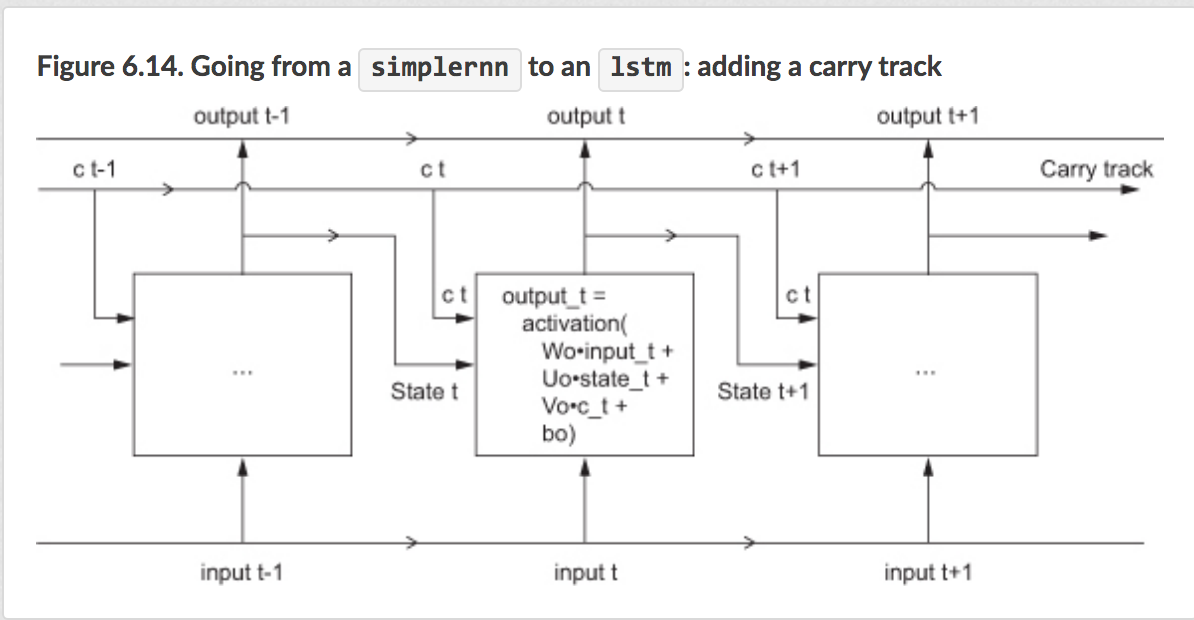 Figure 6.14. Going from a simplernn to an lstm : adding a carry track
output t-1
output t
output t+1
c t-1
c t
c t+1
Carry track
c t
c t
output_t =
activation(
Wo•input_t +
Uo•state_t +
Vo•c_t +
bo)
...
...
State t
State t+1
input t-1
input t
input t+1